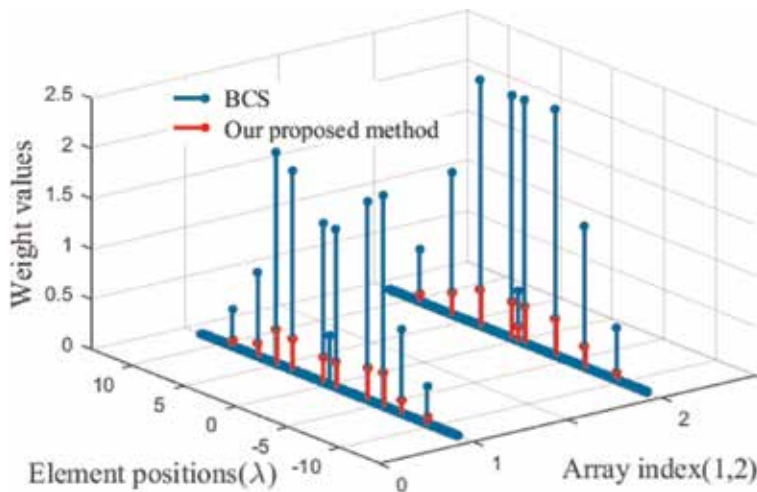 2.5
2
1.5
1
0.5
0
Weight values
BCS
Our proposed method
10
5
0
-5
-10
Element positions(λ)
0
1
2
Array index(1,2)